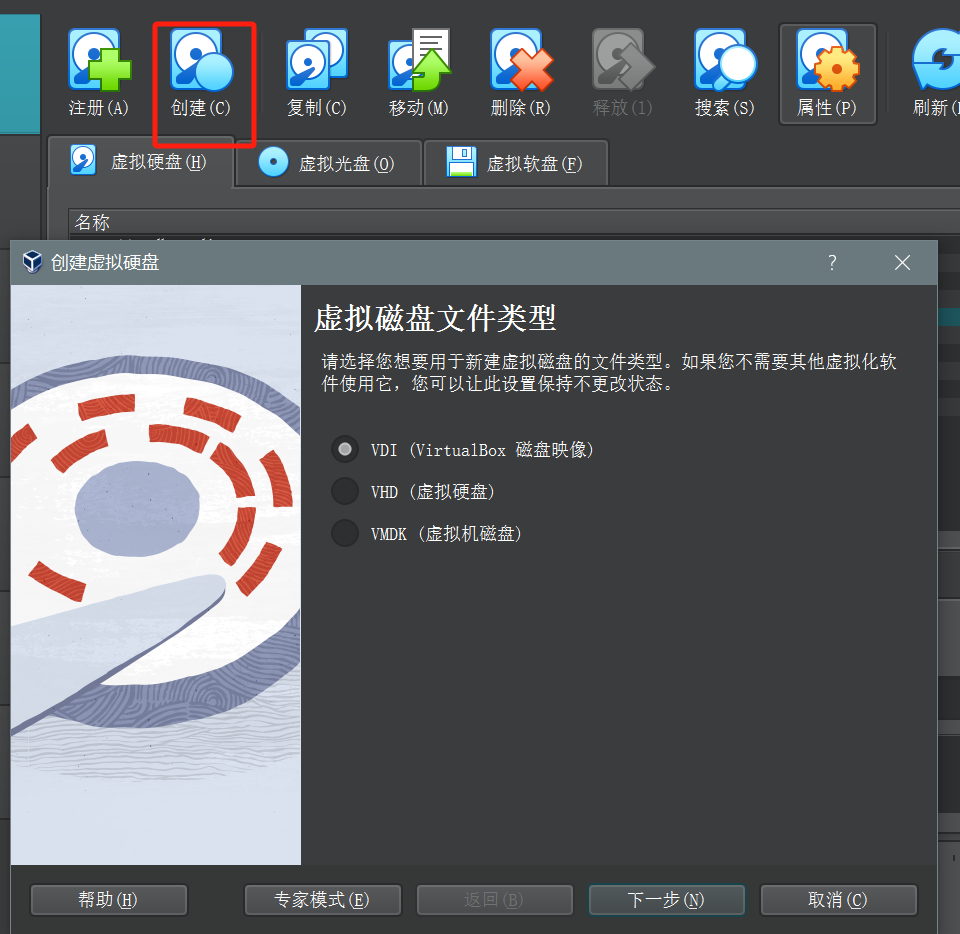 注册(A) 创建(C) 复制(C) 移动(M) 删除(R) 释放(l) 搜索(S) 属性(P) 刷新
虚拟硬盘(H) 虚拟光盘(O) 虚拟软盘(F)
名称
创建虚拟硬盘 ?
虚拟磁盘文件类型
请选择您想要用于新建虚拟磁盘的文件类型。如果您不需要其他虚拟化软
件使用它，您可以让此设置保持不更改状态。
VDI (VirtualBox 磁盘映像)
VHD (虚拟硬盘)
VMDK (虚拟机磁盘)
帮助(H) 专家模式(E) 返回(B) 下一步(N) 取消(C)